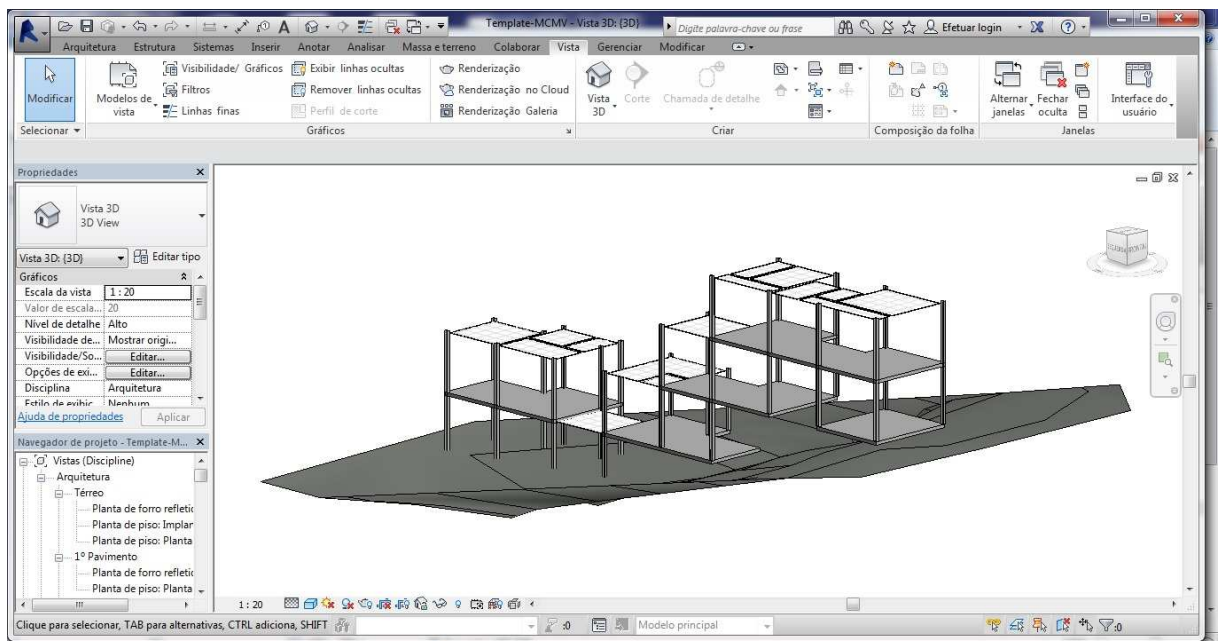 Template-MCMV - Vista 3D: {3D}
Digite palavra-chave ou frase
Efetuar login
Arquitetura Estrutura Sistemas Inserir Anotar Analisar Massa e terreno Colaborar Vista Gerenciar Modificar
Modificar
Modelos de vista
Visibilidade/ Gráficos
Filtros
Linhas finas
Exibir linhas ocultas
Remover linhas ocultas
Perfil de corte
Renderização
Renderização no Cloud
Renderização Galeria
Vista 3D
Corte
Chamada de detalhe
Alternar janelas
Fechar oculta
Interface do usuário
Selecionar Gráficos Criar Composição da folha Janelas
Propriedades
Vista 3D
3D View
Vista 3D: {3D} Editar tipo
Gráficos
Escala da vista 1 : 20
Valor de escala... 20
Nível de detalhe Alto
Visibilidade de... Mostrar origi...
Visibilidade/So... Editar...
Opções de exi... Editar...
Disciplina Arquitetura
Estilo de exibic Nenhum
Ajuda de propriedades Aplicar
Navegador de projeto - Template-M...
Vistas (Discipline)
Arquitetura
Térreo
Planta de forro refletic
Planta de piso: Implar
Planta de piso: Planta
1º Pavimento
Planta de forro refletic
Planta de piso: Planta
1 : 20
Clique para selecionar, TAB para alternativas, CTRL adiciona, SHIFT
:0
Modelo principal
:0